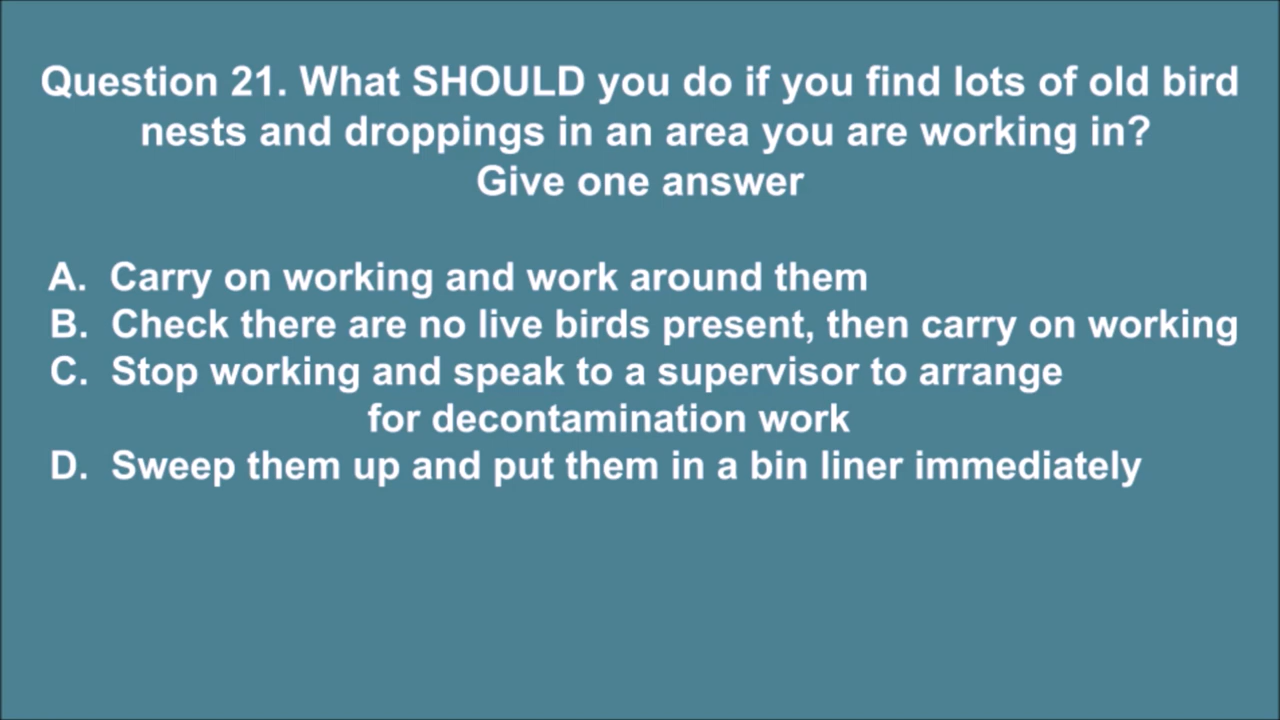 Question 21. What SHOULD you do if you find lots of old bird
nests and droppings in an area you are working in?
Give one answer
A. Carry on working and work around them
B. Check there are no live birds present, then carry on working
C. Stop working and speak to a supervisor to arrange
for decontamination work
D. Sweep them up and put them in a bin liner immediately